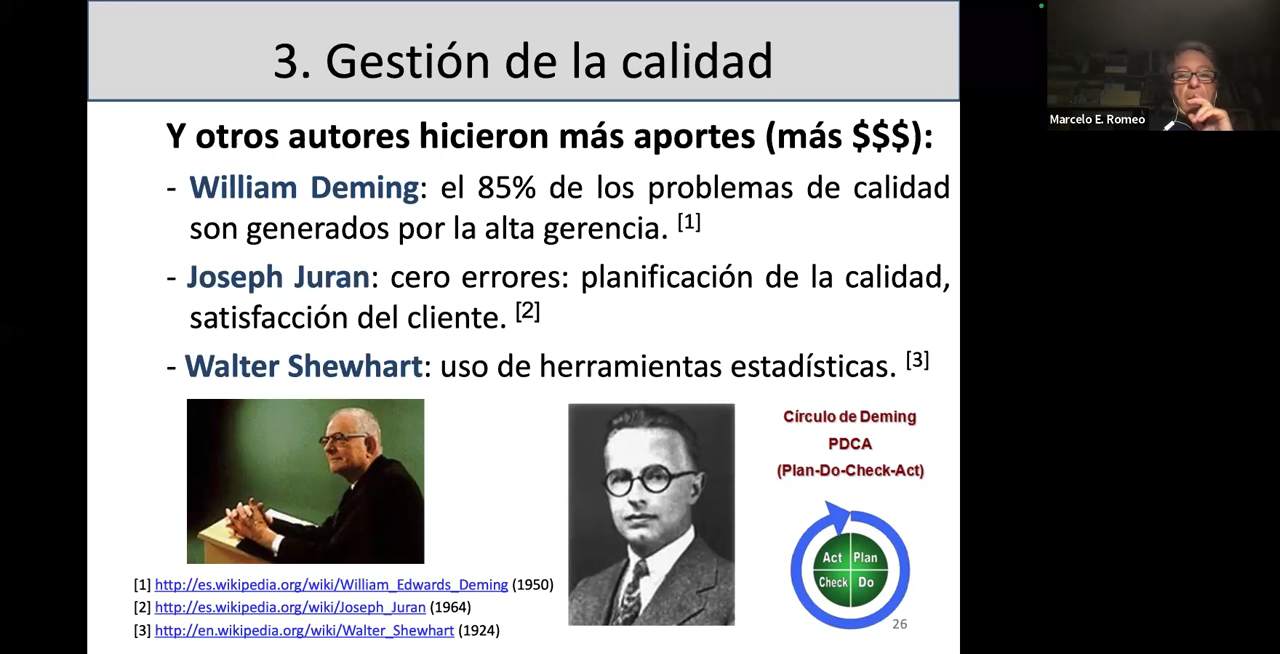 3. Gestión de la calidad
Y otros autores hicieron más aportes (más $$$):
- William Deming: el 85% de los problemas de calidad
son generados por la alta gerencia. [1]
- Joseph Juran: cero errores: planificación de la calidad,
satisfacción del cliente. [2]
- Walter Shewhart: uso de herramientas estadísticas. [3]
Círculo de Deming
PDCA
(Plan-Do-Check-Act)
Act Plan
Check Do
[1] http://es.wikipedia.org/wiki/William_Edwards_Deming (1950)
[2] http://es.wikipedia.org/wiki/Joseph_Juran (1964)
[3] http://en.wikipedia.org/wiki/Walter_Shewhart (1924)
26
Marcelo E. Romeo